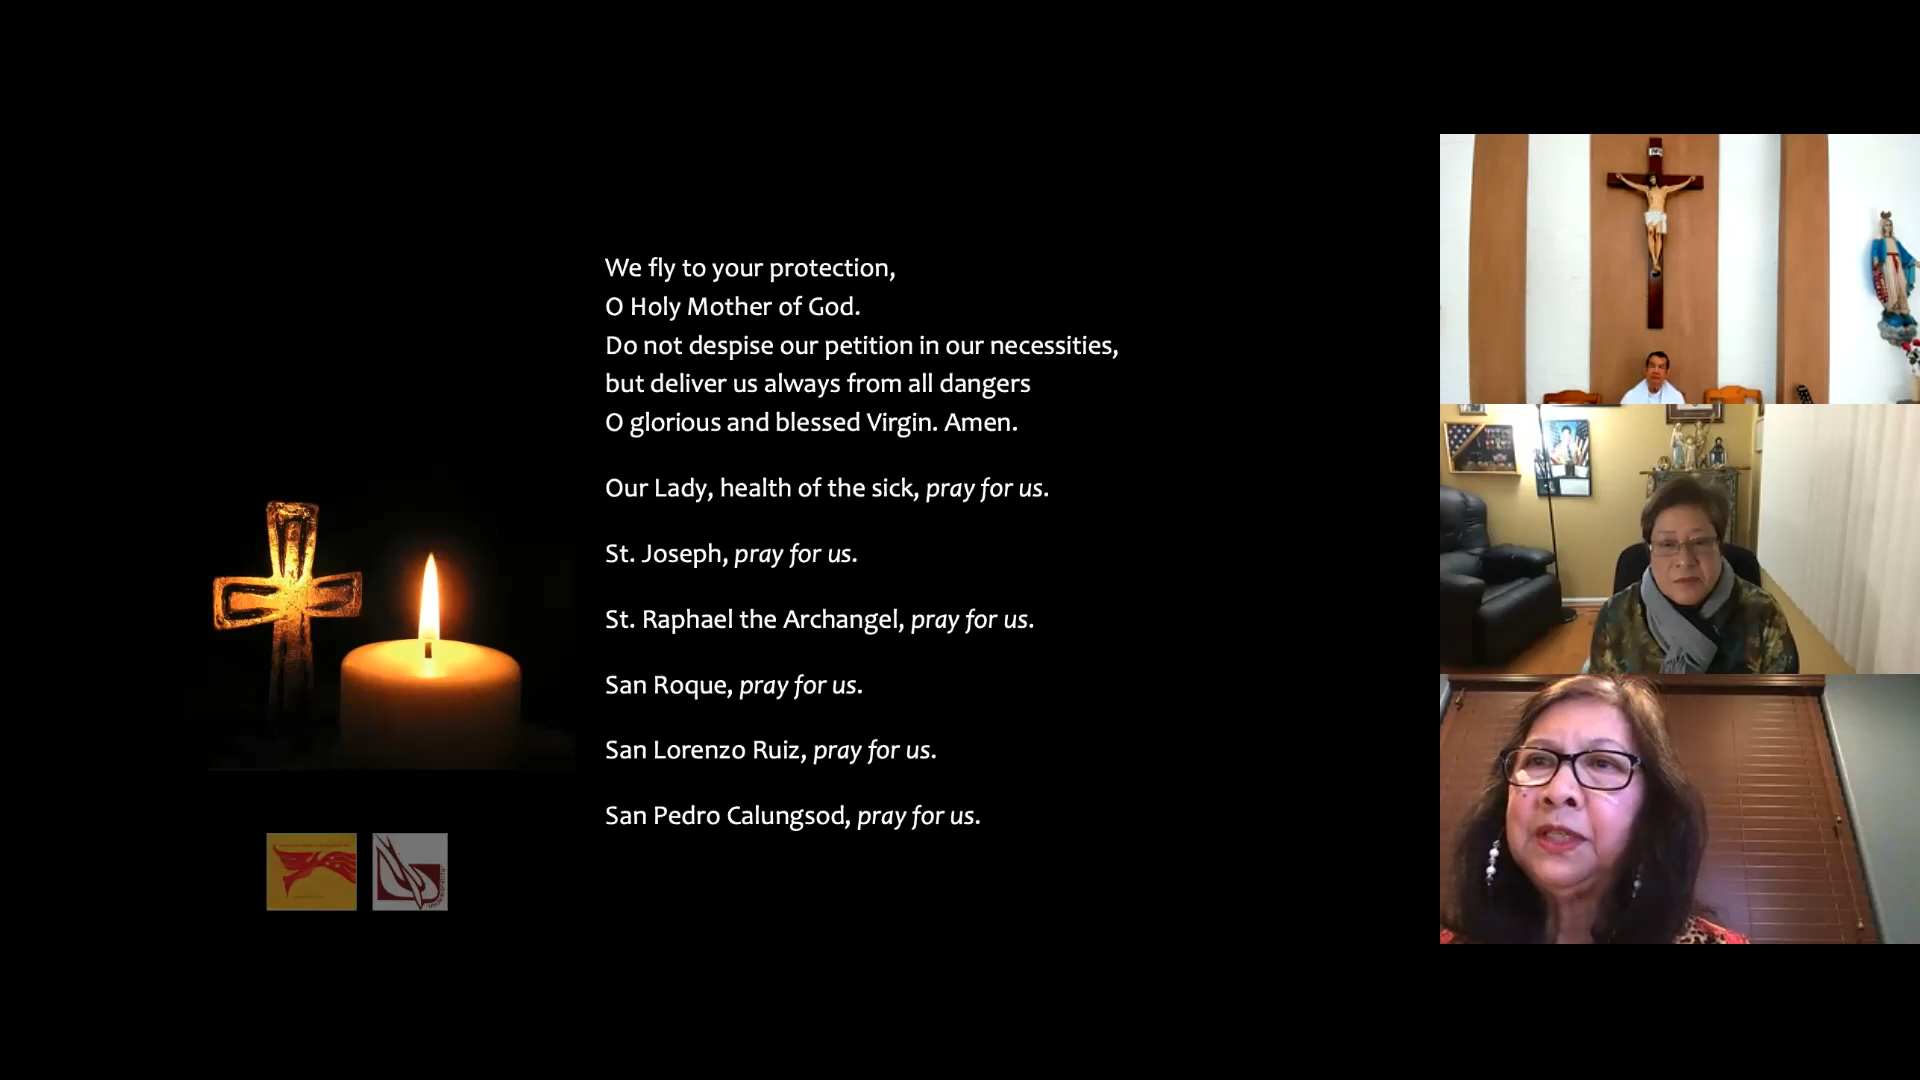 We fly to your protection,
O Holy Mother of God.
Do not despise our petition in our necessities,
but deliver us always from all dangers
O glorious and blessed Virgin. Amen.
Our Lady, health of the sick, pray for us.
St. Joseph, pray for us.
St. Raphael the Archangel, pray for us.
San Roque, pray for us.
San Lorenzo Ruiz, pray for us.
San Pedro Calungsod, pray for us.